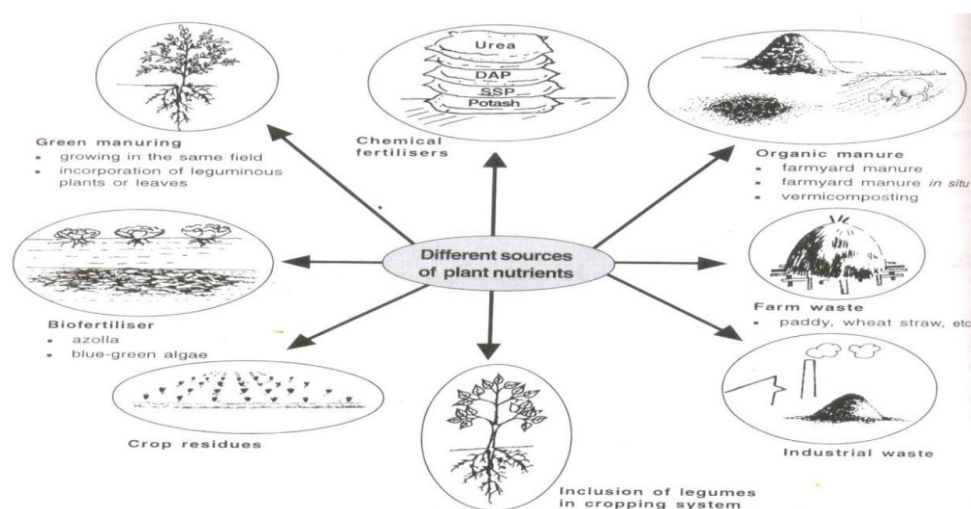 Urea
DAP
SSP
Potash
Green manuring
▪ growing in the same field
▪ incorporation of leguminous
plants or leaves
Chemical
fertilisers
Organic manure
▪ farmyard manure
▪ farmyard manure in situ
▪ vermicomposting
Different sources
of plant nutrients
Biofertiliser
▪ azolla
▪ blue-green algae
Farm waste
▪ paddy, wheat straw, etc
Crop residues
Inclusion of legumes
in cropping system
Industrial waste